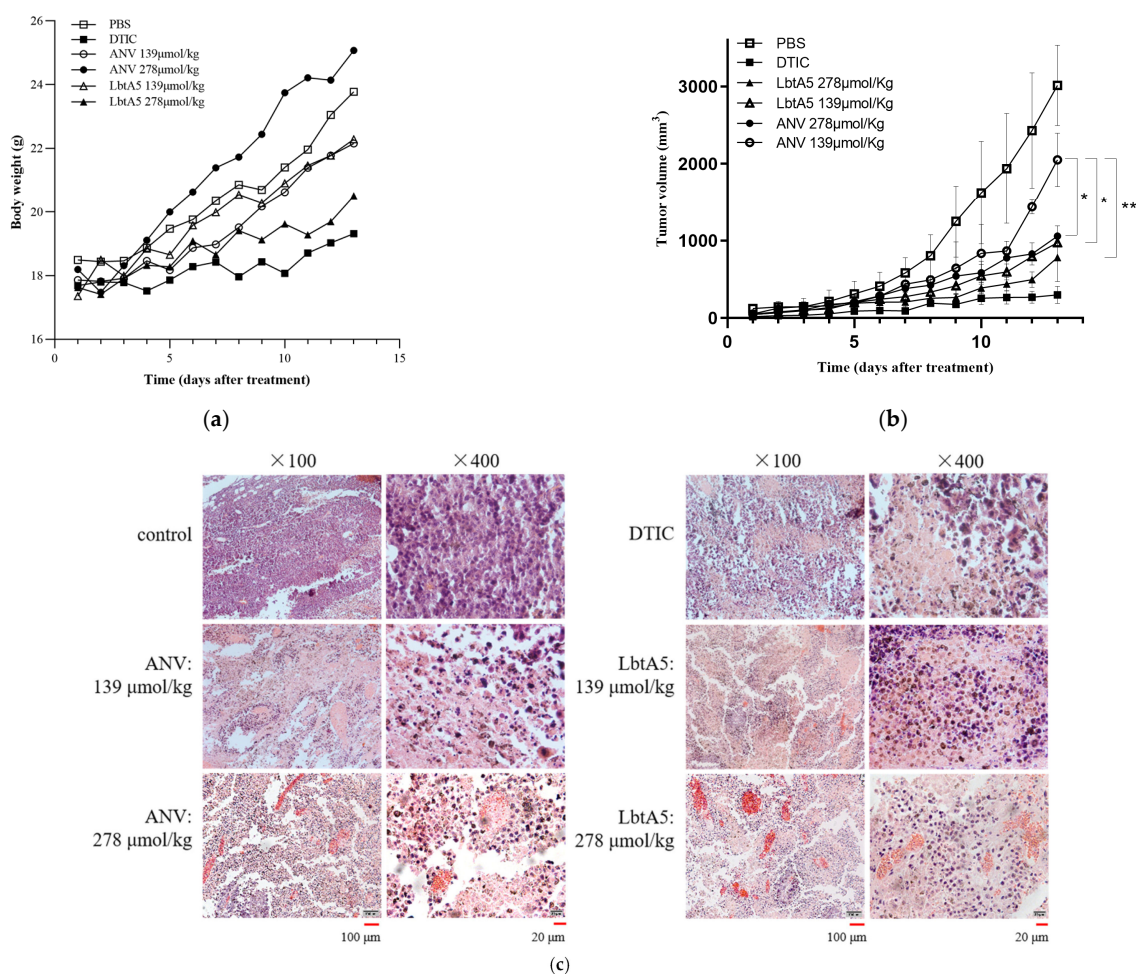 PBS
DTIC
ANV 139μmol/kg
ANV 278μmol/kg
LbtA5 139μmol/kg
LbtA5 278μmol/kg
26
24
22
20
18
16
Body weight (g)
0
5
10
15
Time (days after treatment)
(a)
PBS
DTIC
LbtA5 278μmol/Kg
LbtA5 139μmol/Kg
ANV 278μmol/Kg
ANV 139μmol/Kg
3000
2000
1000
0
Tumor volume (mm³)
*
*
**
0
5
10
Time (days after treatment)
(b)
×100
×400
×100
×400
control
DTIC
ANV:
139 μmol/kg
LbtA5:
139 μmol/kg
ANV:
278 μmol/kg
LbtA5:
278 μmol/kg
100 μm
20 μm
100 μm
20 μm
(c)